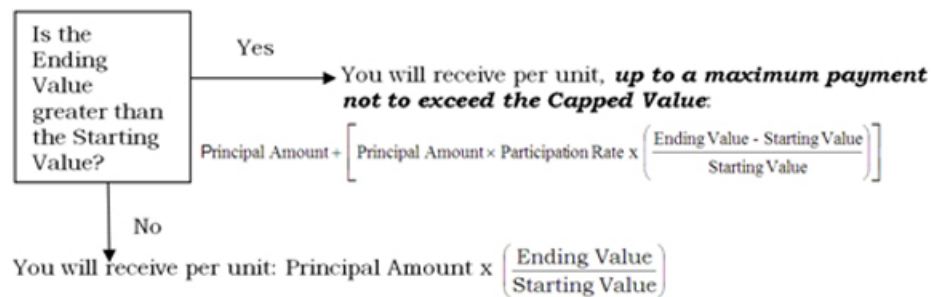 Is the
Ending
Value
greater than
the Starting
Value?
Yes
You will receive per unit, up to a maximum payment
not to exceed the Capped Value:
Principal Amount + [ Principal Amount × Participation Rate x ( Ending Value - Starting Value
Starting Value ) ]
No
You will receive per unit: Principal Amount x ( Ending Value
Starting Value )